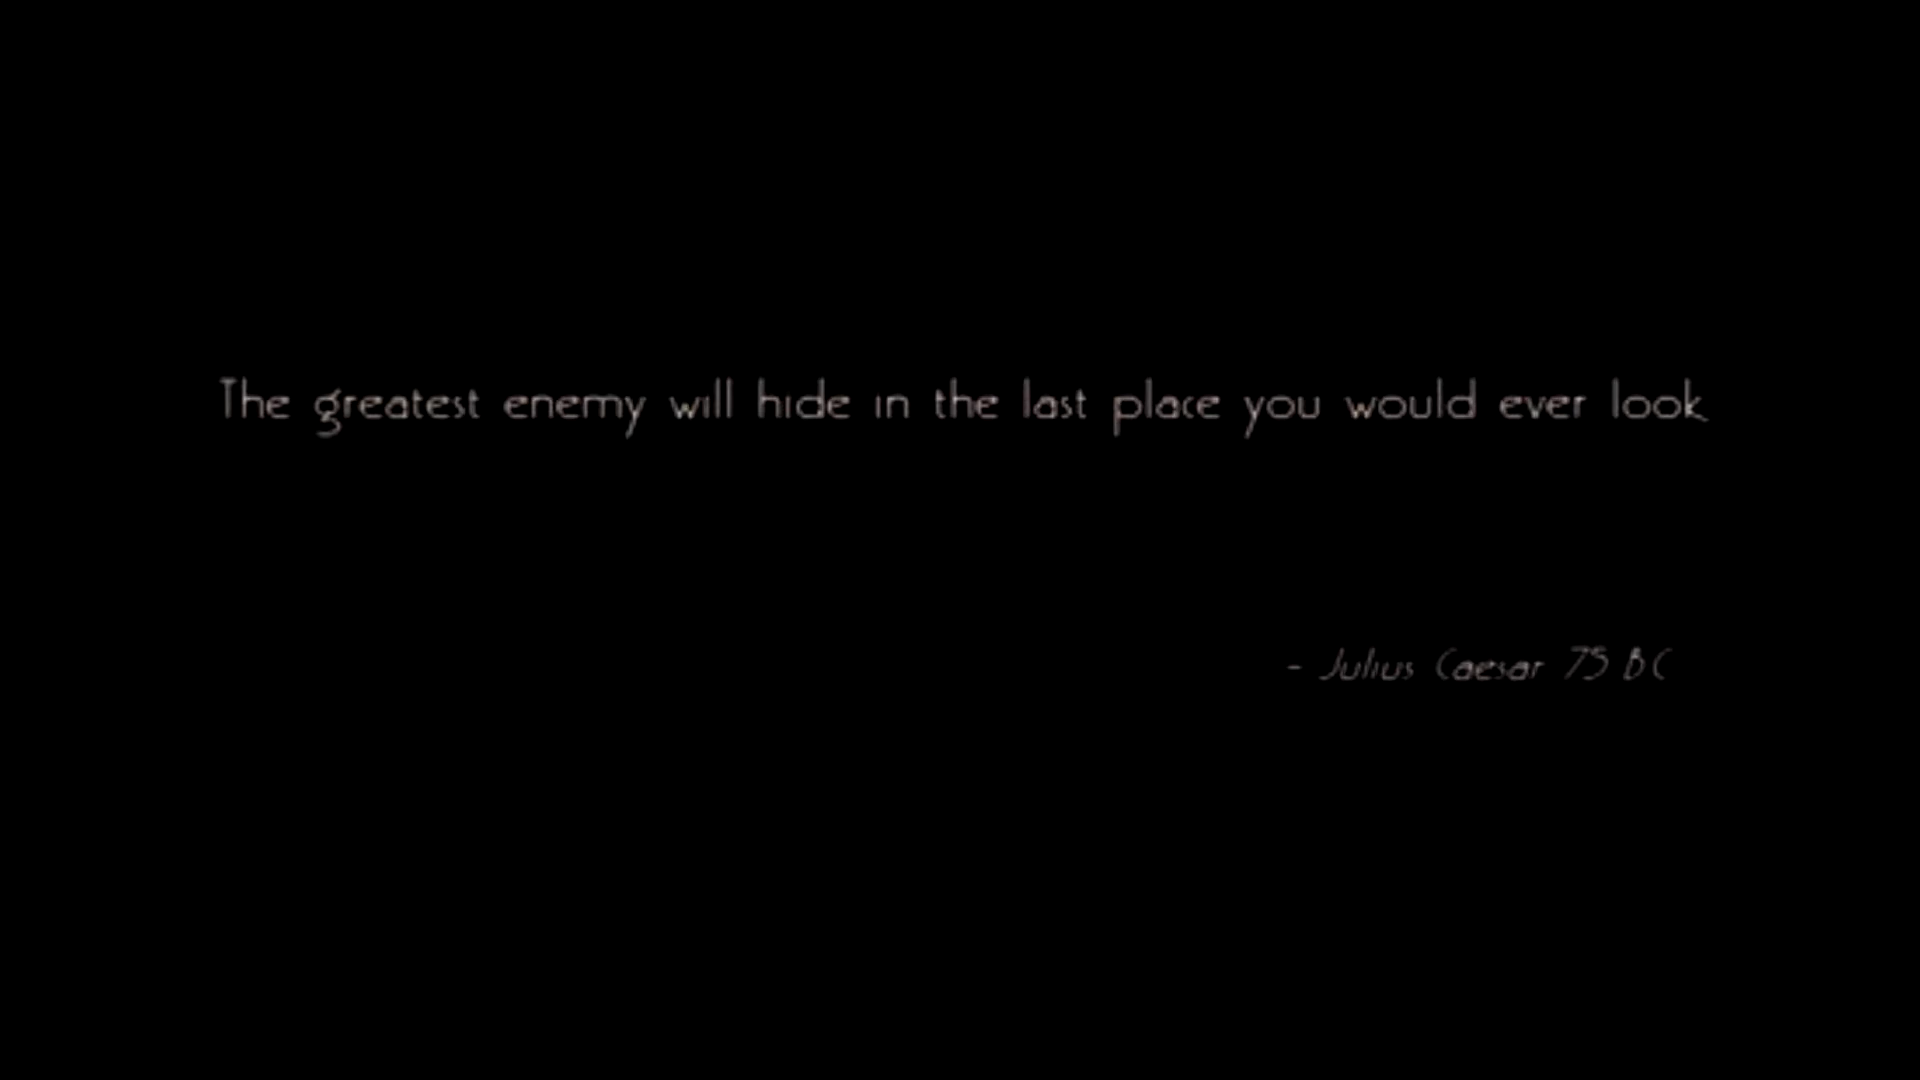 The greatest enemy will hide in the last place you would ever look
- Julius Caesar 75 BC